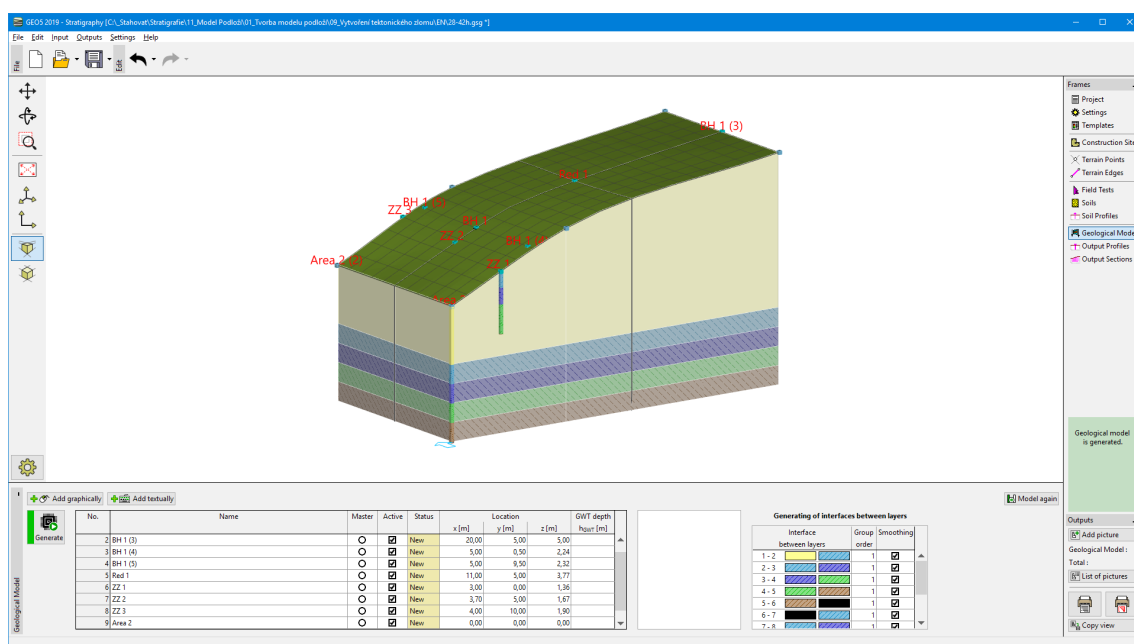 GEO5 2019 - Stratigraphy [C:\_Stahovat\Stratigrafie\11_Model Podloží\01_Tvorba modelu podloží\09_Vytvoření tektonického zlomu\EN\28-42h.gsg *]
File Edit Input Outputs Settings Help
File
Edit
BH 1 (3)
Red 1
BH 1 (5)
ZZ 3
BH 1
ZZ 2
BH 1 (4)
ZZ 1
Area 2 (2)
Frames
Project
Settings
Templates
Construction Site
Terrain Points
Terrain Edges
Field Tests
Soils
Soil Profiles
Geological Mode
Output Profiles
Output Sections
Geological model
is generated.
Geological Model
Add graphically Add textually Model again
Generate
No. Name Master Active Status Location GWT depth
x [m] y [m] z [m] hGWT [m]
2 BH 1 (3) New 20,00 5,00 5,00
3 BH 1 (4) New 5,00 0,50 2,24
4 BH 1 (5) New 5,00 9,50 2,32
5 Red 1 New 11,00 5,00 3,77
6 ZZ 1 New 3,00 0,00 1,36
7 ZZ 2 New 3,70 5,00 1,67
8 ZZ 3 New 4,00 10,00 1,90
9 Area 2 New 0,00 0,00 0,00
Generating of interfaces between layers
Interface Group Smoothing
between layers order
1 - 2 1
2 - 3 1
3 - 4 1
4 - 5 1
5 - 6 1
6 - 7 1
7 - 8 1
Outputs
Add picture
Geological Model :
Total :
List of pictures
Copy view